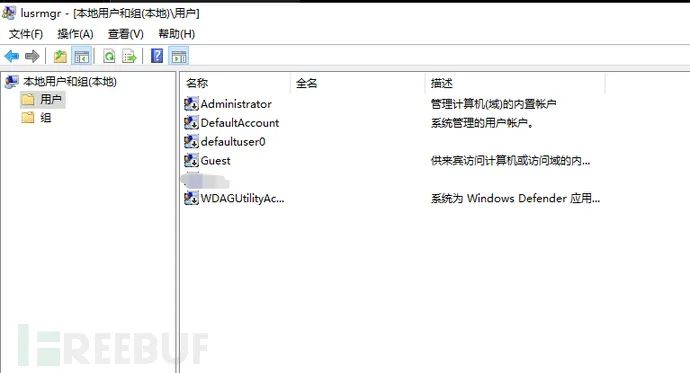 lusrmgr - [本地用户和组(本地)\用户]
文件(F) 操作(A) 查看(V) 帮助(H)
本地用户和组(本地)
用户
组
名称 全名 描述
Administrator 管理计算机(域)的内置帐户
DefaultAccount 系统管理的用户帐户。
defaultuser0
Guest 供来宾访问计算机或访问域的内...
WDAGUtilityAc... 系统为 Windows Defender 应用...
FREEBUF